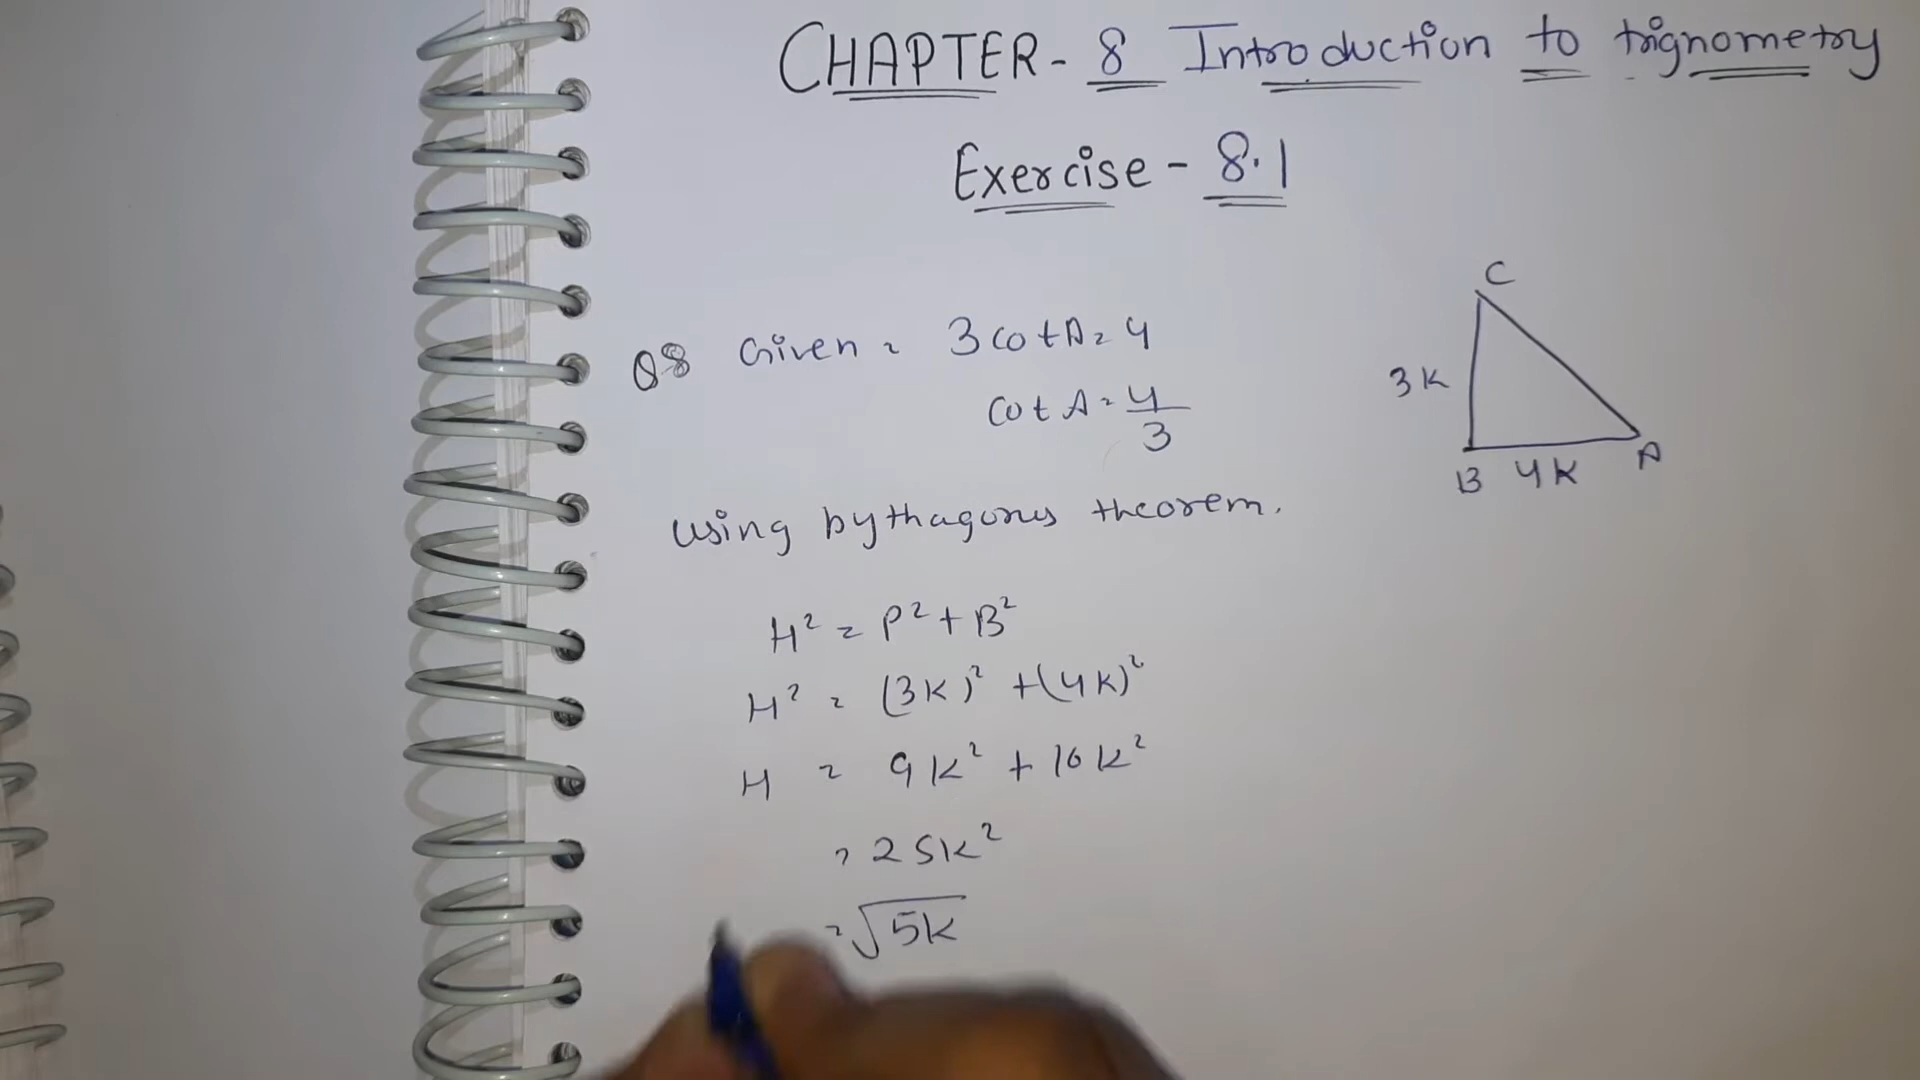 CHAPTER - 8 Introduction to trignometry
Exercise - 8.1
Q8 Given = 3 cot A = 4
cot A = 4/3
C
3K
B 4K A
using bythagorus theorem.
H² = P² + B²
H² = (3K)² + (4K)²
H = 9K² + 16K²
= 25K²
= √5K